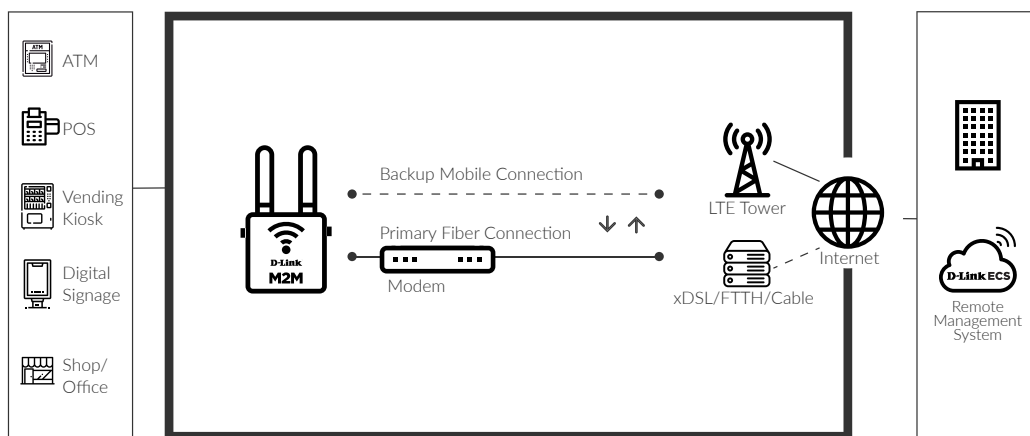 ATM
ATM
POS
Vending
Kiosk
Digital
Signage
Shop/
Office
D-Link
M2M
Backup Mobile Connection
Primary Fiber Connection
Modem
LTE Tower
xDSL/FTTH/Cable
Internet
D-Link ECS
Remote
Management
System